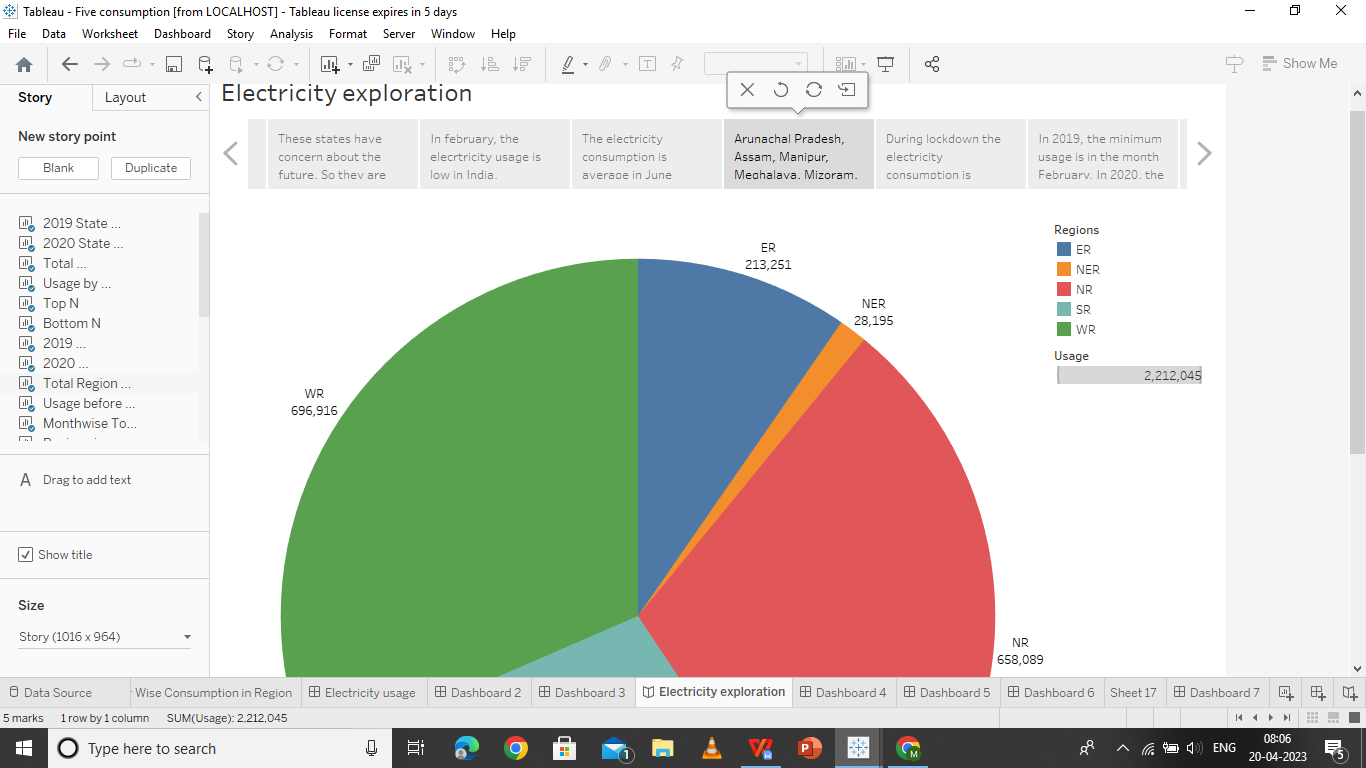 Tableau - Five consumption [from LOCALHOST] - Tableau license expires in 5 days
File Data Worksheet Dashboard Story Analysis Format Server Window Help
Show Me
Story Layout
New story point
Blank Duplicate
2019 State ...
2020 State ...
Total ...
Usage by ...
Top N
Bottom N
2019 ...
2020 ...
Total Region ...
Usage before ...
Monthwise To...
A Drag to add text
Show title
Size
Story (1016 x 964)
Electricity exploration
These states have
concern about the
future. So they are
In february, the
elecrtricity usage is
low in India.
The electricity
consumption is
average in June
Arunachal Pradesh,
Assam, Manipur,
Meghalaya, Mizoram,
During lockdown the
electricity
consumption is
In 2019, the minimum
usage is in the month
February. In 2020, the
ER
213,251
NER
28,195
WR
696,916
NR
658,089
Regions
ER
NER
NR
SR
WR
Usage
2,212,045
Data Source Wise Consumption in Region Electricity usage Dashboard 2 Dashboard 3 Electricity exploration Dashboard 4 Dashboard 5 Dashboard 6 Sheet 17 Dashboard 7
5 marks 1 row by 1 column SUM(Usage): 2,212,045
Type here to search
1
ENG
08:06
20-04-2023
5